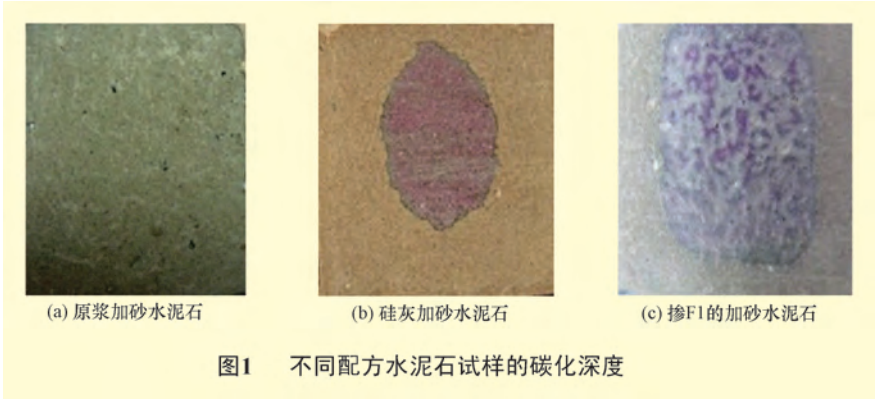 (a) 原浆加砂水泥石
(b) 硅灰加砂水泥石
(c) 掺F1的加砂水泥石
图1 不同配方水泥石试样的碳化深度